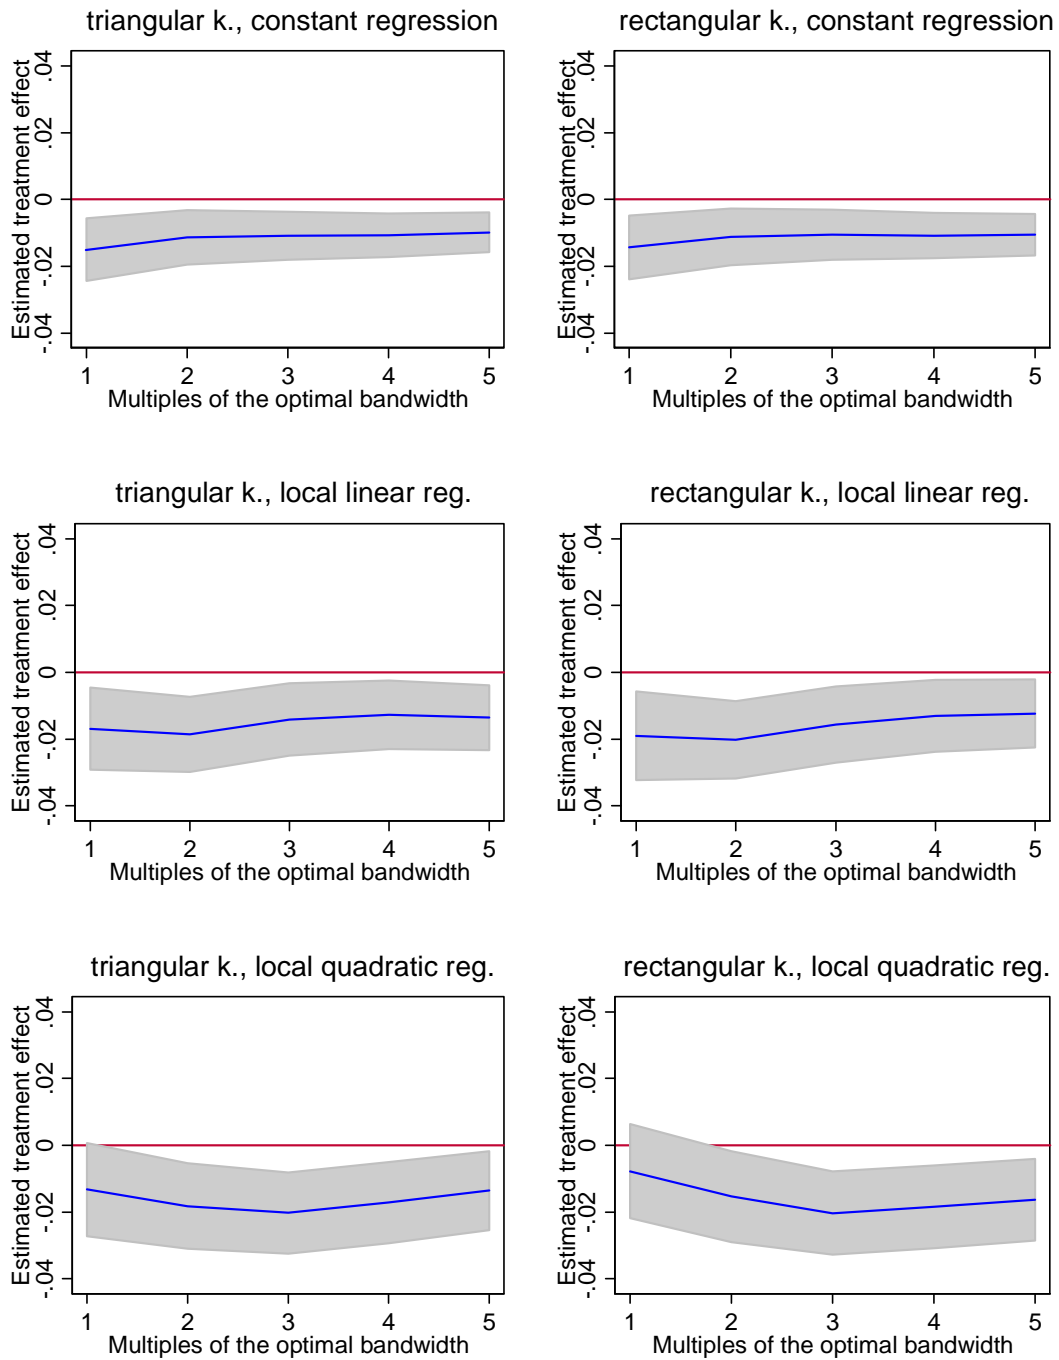 triangular k., constant regression
Estimated treatment effect
.04
.02
0
-.02
-.04
1 2 3 4 5
Multiples of the optimal bandwidth
rectangular k., constant regression
Estimated treatment effect
.04
.02
0
-.02
-.04
1 2 3 4 5
Multiples of the optimal bandwidth
triangular k., local linear reg.
Estimated treatment effect
.04
.02
0
-.02
-.04
1 2 3 4 5
Multiples of the optimal bandwidth
rectangular k., local linear reg.
Estimated treatment effect
.04
.02
0
-.02
-.04
1 2 3 4 5
Multiples of the optimal bandwidth
triangular k., local quadratic reg.
Estimated treatment effect
.04
.02
0
-.02
-.04
1 2 3 4 5
Multiples of the optimal bandwidth
rectangular k., local quadratic reg.
Estimated treatment effect
.04
.02
0
-.02
-.04
1 2 3 4 5
Multiples of the optimal bandwidth